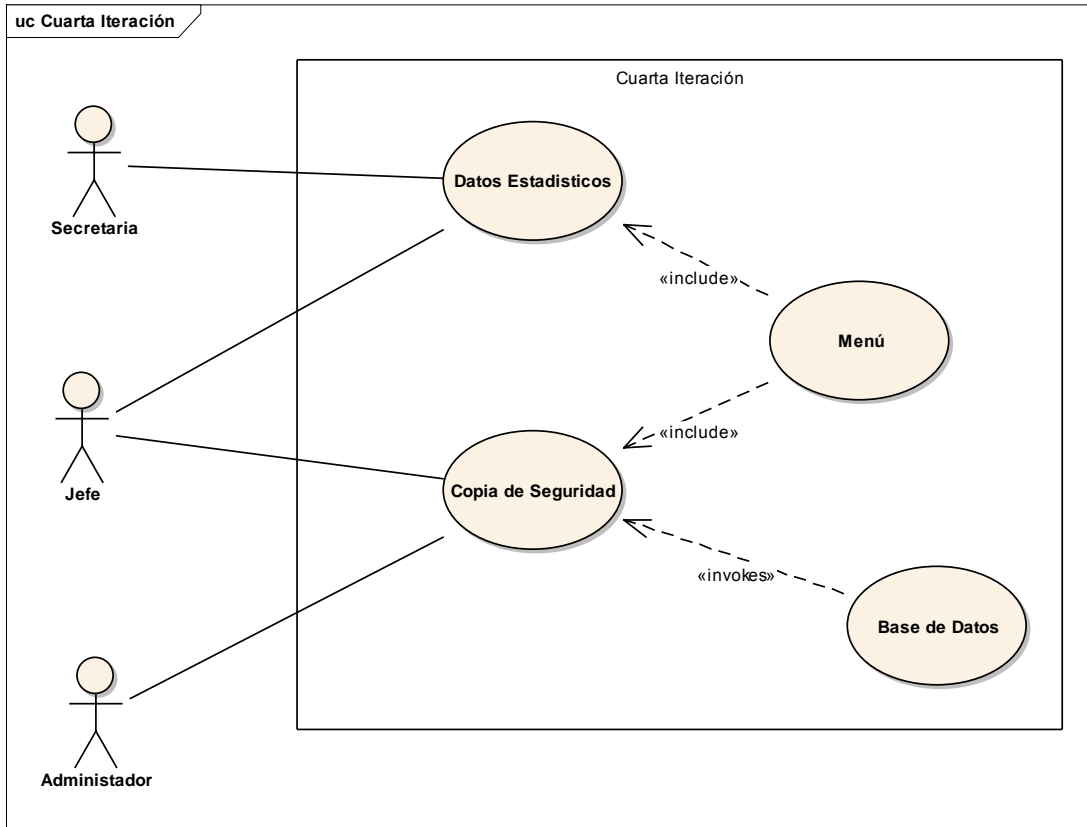 uc Cuarta Iteración
Cuarta Iteración
Secretaria
Datos Estadisticos
«include»
Menú
«include»
Jefe
Copia de Seguridad
«invokes»
Base de Datos
Administador